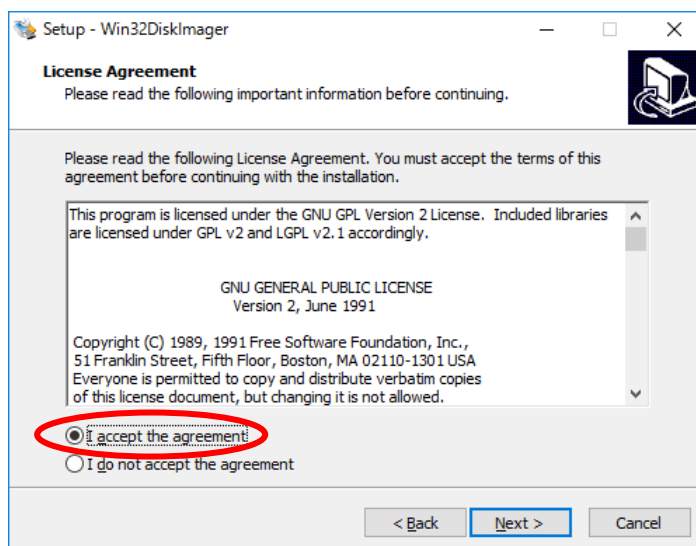 Setup - Win32DiskImager
License Agreement
Please read the following important information before continuing.
Please read the following License Agreement. You must accept the terms of this
agreement before continuing with the installation.
This program is licensed under the GNU GPL Version 2 License.  Included libraries
are licensed under GPL v2 and LGPL v2.1 accordingly.
GNU GENERAL PUBLIC LICENSE
Version 2, June 1991
Copyright (C) 1989, 1991 Free Software Foundation, Inc.,
51 Franklin Street, Fifth Floor, Boston, MA 02110-1301 USA
Everyone is permitted to copy and distribute verbatim copies
of this license document, but changing it is not allowed.
I accept the agreement
I do not accept the agreement
< Back Next > Cancel